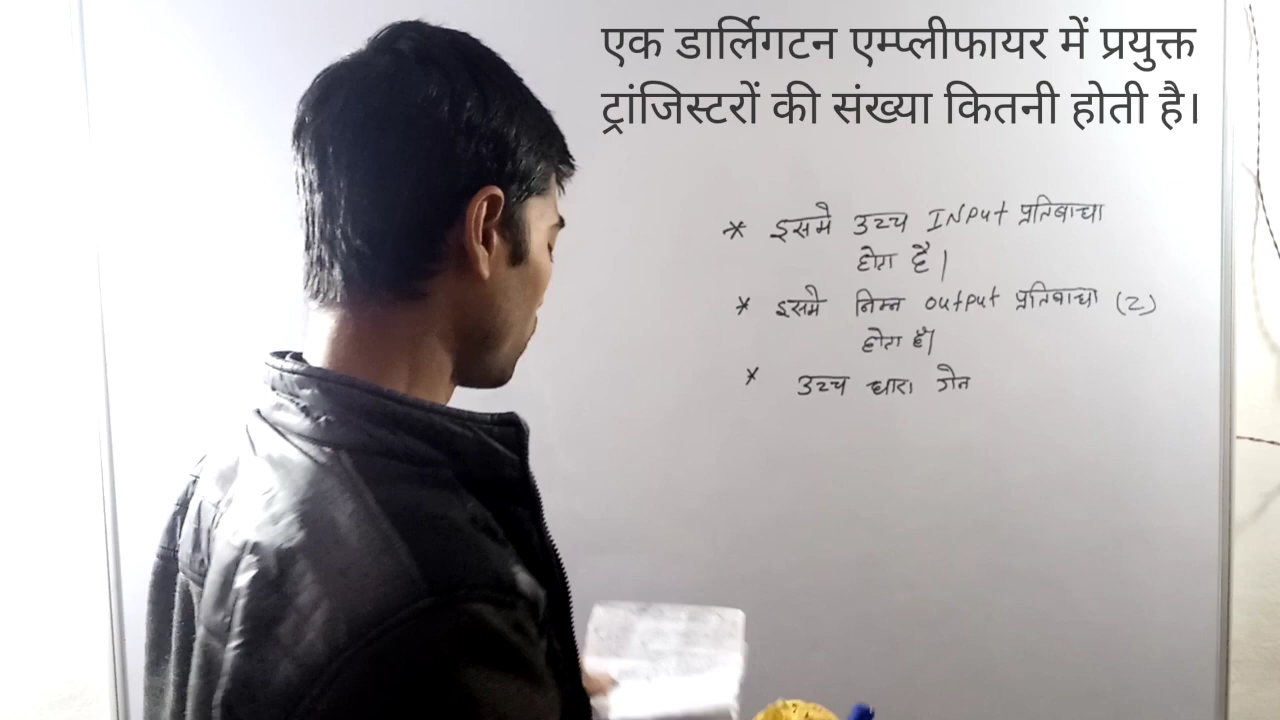 एक डार्लिगटन एम्प्लीफायर में प्रयुक्त
ट्रांजिस्टरों की संख्या कितनी होती है।
* इसमे उच्च INPut प्रतिबाधा
होता है।
* इसमे निम्न output प्रतिबाधा (Z)
होता है।
* उच्च धारा गेन